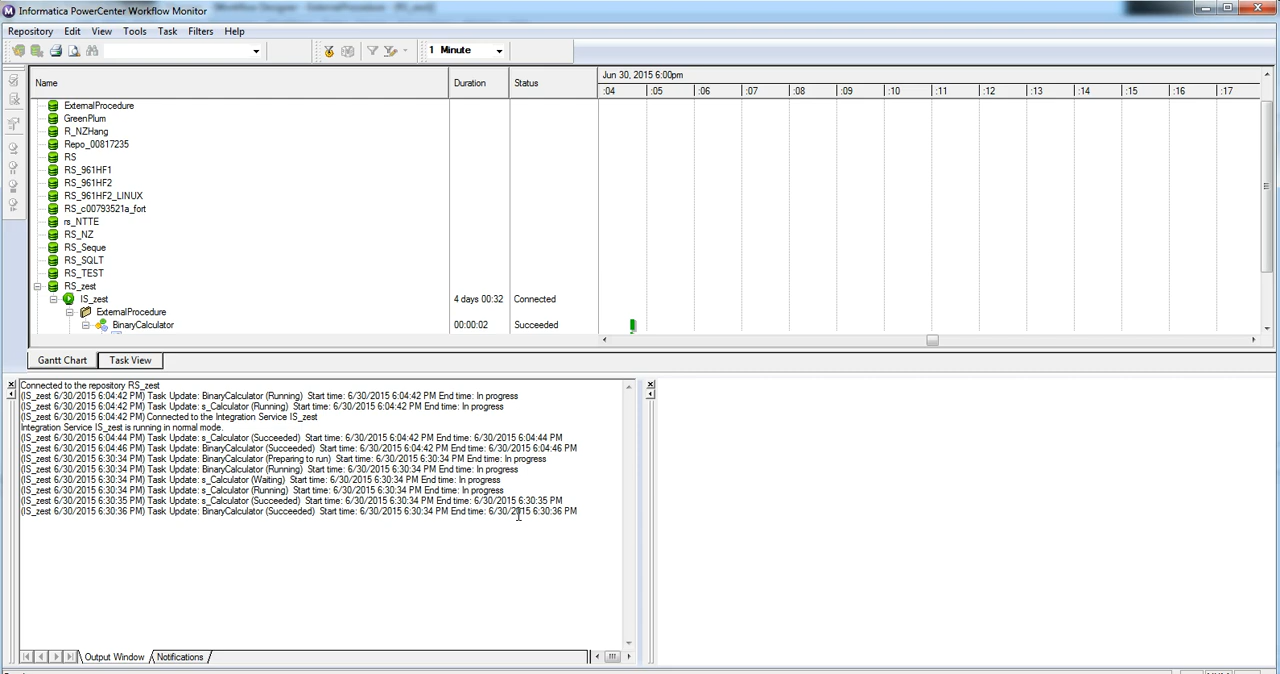 Informatica PowerCenter Workflow Monitor
Repository Edit View Tools Task Filters Help
1 Minute
Name Duration Status Jun 30, 2015 6:00pm
:04 :05 :06 :07 :08 :09 :10 :11 :12 :13 :14 :15 :16 :17
ExternalProcedure
GreenPlum
R_NZHang
Repo_00817235
RS
RS_961HF1
RS_961HF2
RS_961HF2_LINUX
RS_c00793521a_fort
rs_NTTE
RS_NZ
RS_Seque
RS_SQLT
RS_TEST
RS_zest
IS_zest 4 days 00:32 Connected
ExternalProcedure
BinaryCalculator 00:00:02 Succeeded
Gantt Chart Task View
Connected to the repository RS_zest
(IS_zest 6/30/2015 6:04:42 PM) Task Update: BinaryCalculator (Running) Start time: 6/30/2015 6:04:42 PM End time: In progress
(IS_zest 6/30/2015 6:04:42 PM) Task Update: s_Calculator (Running) Start time: 6/30/2015 6:04:42 PM End time: In progress
(IS_zest 6/30/2015 6:04:42 PM) Connected to the Integration Service IS_zest
Integration Service IS_zest is running in normal mode.
(IS_zest 6/30/2015 6:04:44 PM) Task Update: s_Calculator (Succeeded) Start time: 6/30/2015 6:04:42 PM End time: 6/30/2015 6:04:44 PM
(IS_zest 6/30/2015 6:04:46 PM) Task Update: BinaryCalculator (Succeeded) Start time: 6/30/2015 6:04:42 PM End time: 6/30/2015 6:04:46 PM
(IS_zest 6/30/2015 6:30:34 PM) Task Update: BinaryCalculator (Preparing to run) Start time: 6/30/2015 6:30:34 PM End time: In progress
(IS_zest 6/30/2015 6:30:34 PM) Task Update: BinaryCalculator (Running) Start time: 6/30/2015 6:30:34 PM End time: In progress
(IS_zest 6/30/2015 6:30:34 PM) Task Update: s_Calculator (Waiting) Start time: 6/30/2015 6:30:34 PM End time: In progress
(IS_zest 6/30/2015 6:30:34 PM) Task Update: s_Calculator (Running) Start time: 6/30/2015 6:30:34 PM End time: In progress
(IS_zest 6/30/2015 6:30:35 PM) Task Update: s_Calculator (Succeeded) Start time: 6/30/2015 6:30:34 PM End time: 6/30/2015 6:30:35 PM
(IS_zest 6/30/2015 6:30:36 PM) Task Update: BinaryCalculator (Succeeded) Start time: 6/30/2015 6:30:34 PM End time: 6/30/2015 6:30:36 PM
Output Window Notifications